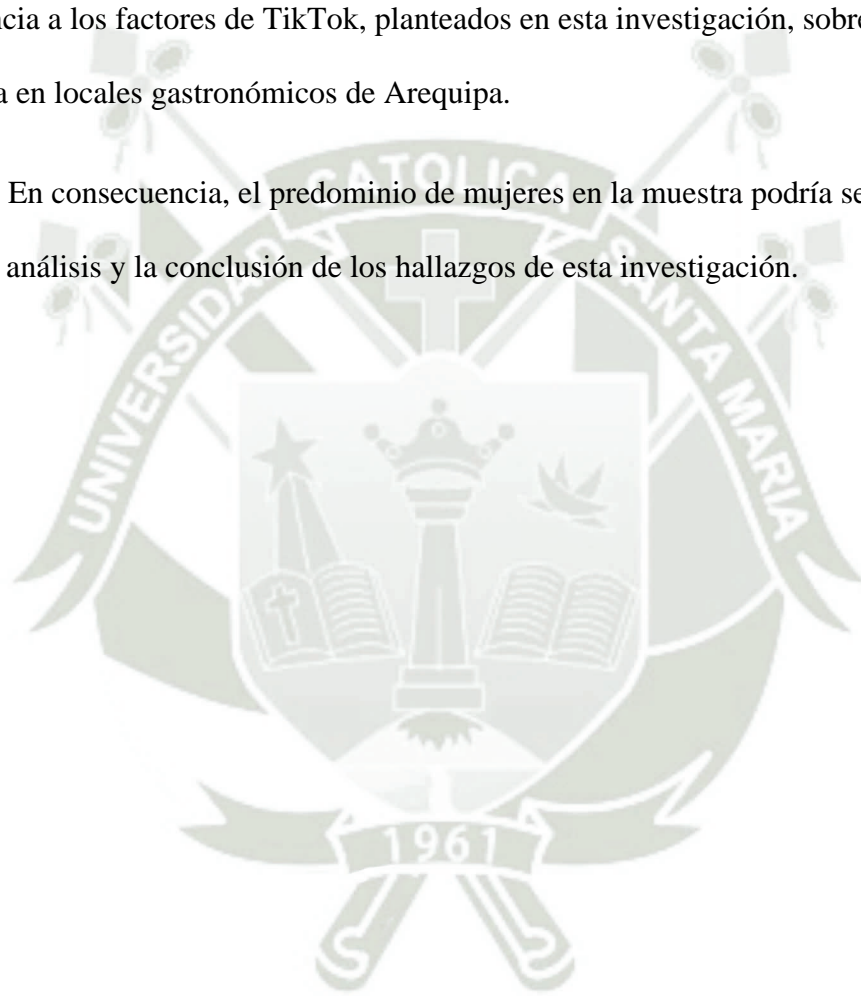 ncia a los factores de TikTok, planteados en esta investigación, sobre
a en locales gastronómicos de Arequipa.
En consecuencia, el predominio de mujeres en la muestra podría se
análisis y la conclusión de los hallazgos de esta investigación.
UNIVERSIDAD CATOLICA SANTA MARIA
1961